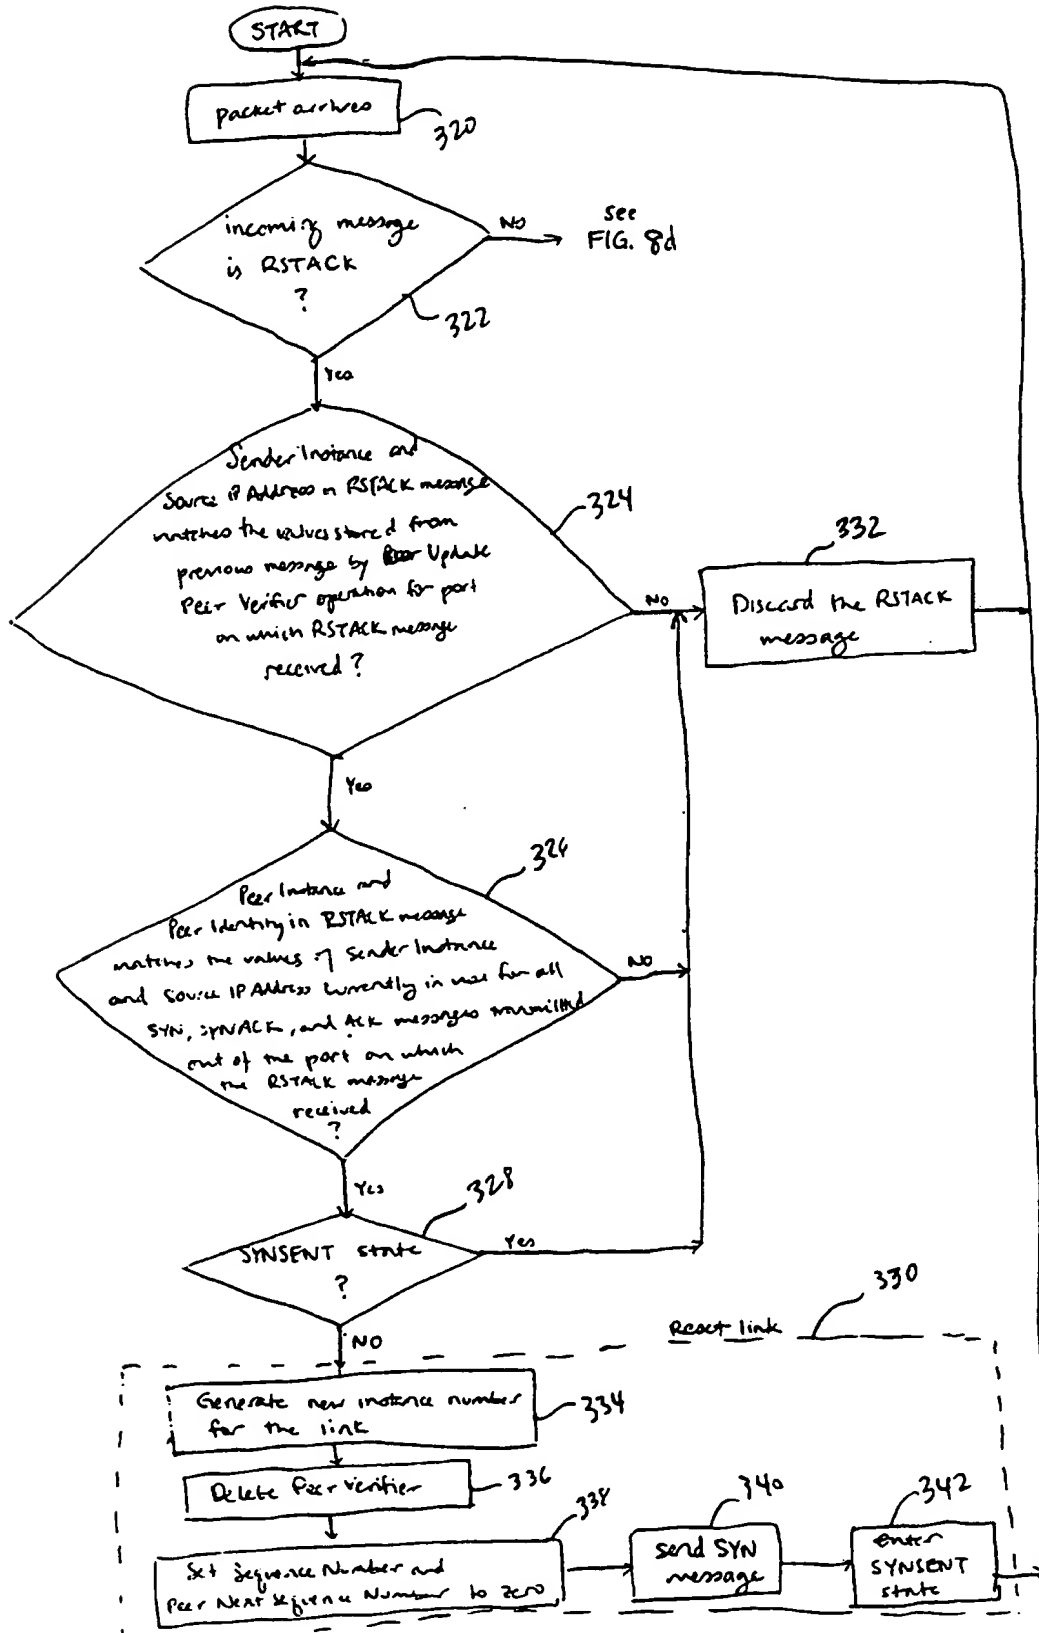 START
packet arrives
320
incoming message
is RSTACK
?
322
NO
see
FIG. 8d
Yes
Sender Instance and
Source IP Address in RSTACK message
matches the values stored from
previous message by Update
Peer Verifier operation for port
on which RSTACK message
received?
324
NO
332
Discard the RSTACK
message
Yes
326
Peer Instance and
Peer Identity in RSTACK message
matches the values of Sender Instance
and Source IP Address currently in use for all
SYN, SYNACK, and ACK messages transmitted
out of the port on which
the RSTACK message
received
?
NO
Yes
328
SYNSENT state
?
Yes
NO
Reset link
330
Generate new instance number
for the link
334
Delete Peer Verifier
336
338
Set Sequence Number and
Peer Next Sequence Number to zero
340
send SYN
message
342
enter
SYNSENT
state